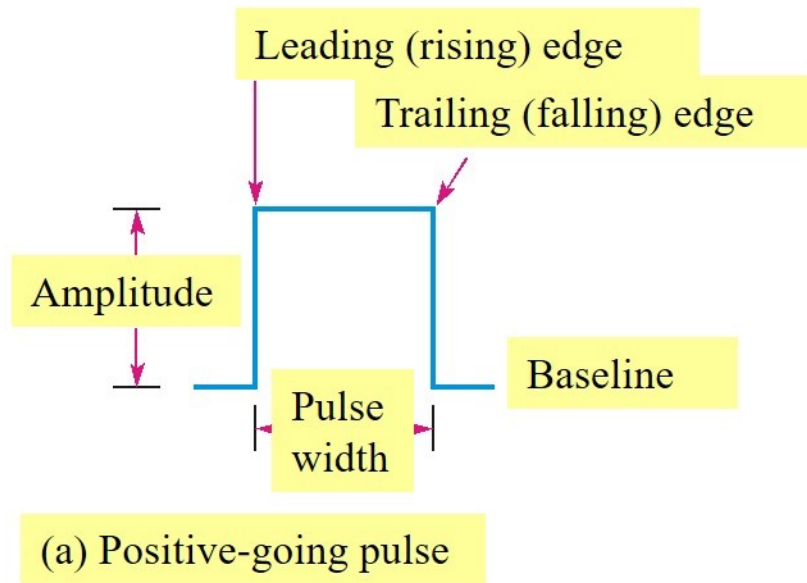 Leading (rising) edge
Trailing (falling) edge
Amplitude
Baseline
Pulse
width
(a) Positive-going pulse